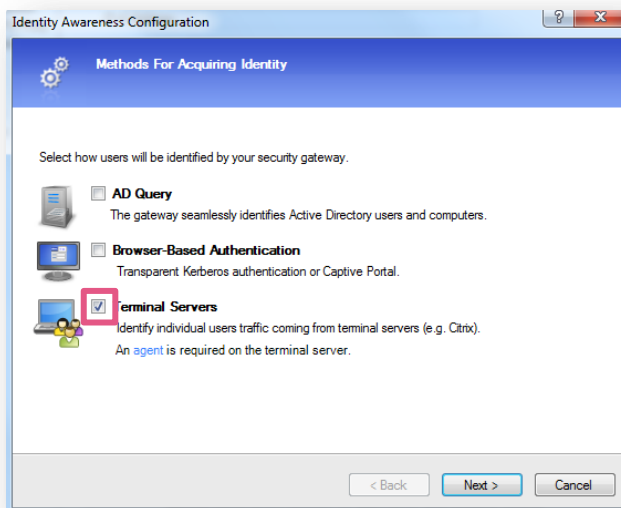 Identity Awareness Configuration
Methods For Acquiring Identity
Select how users will be identified by your security gateway.
AD Query
The gateway seamlessly identifies Active Directory users and computers.
Browser-Based Authentication
Transparent Kerberos authentication or Captive Portal.
Terminal Servers
Identify individual users traffic coming from terminal servers (e.g. Citrix).
An agent is required on the terminal server.
< Back Next > Cancel